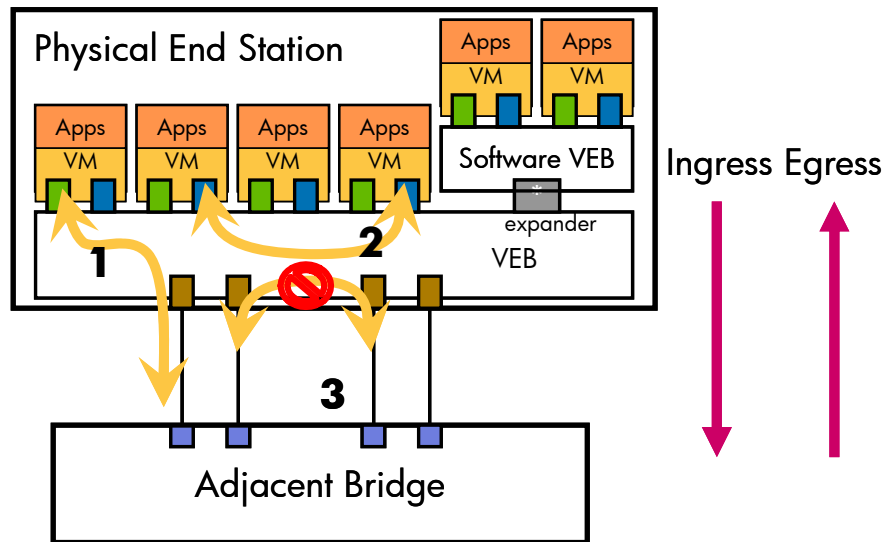 Physical End Station
Apps Apps
VM VM
Apps Apps Apps Apps
VM VM VM VM
Software VEB
Ingress Egress
*
expander
1
2
VEB
3
Adjacent Bridge